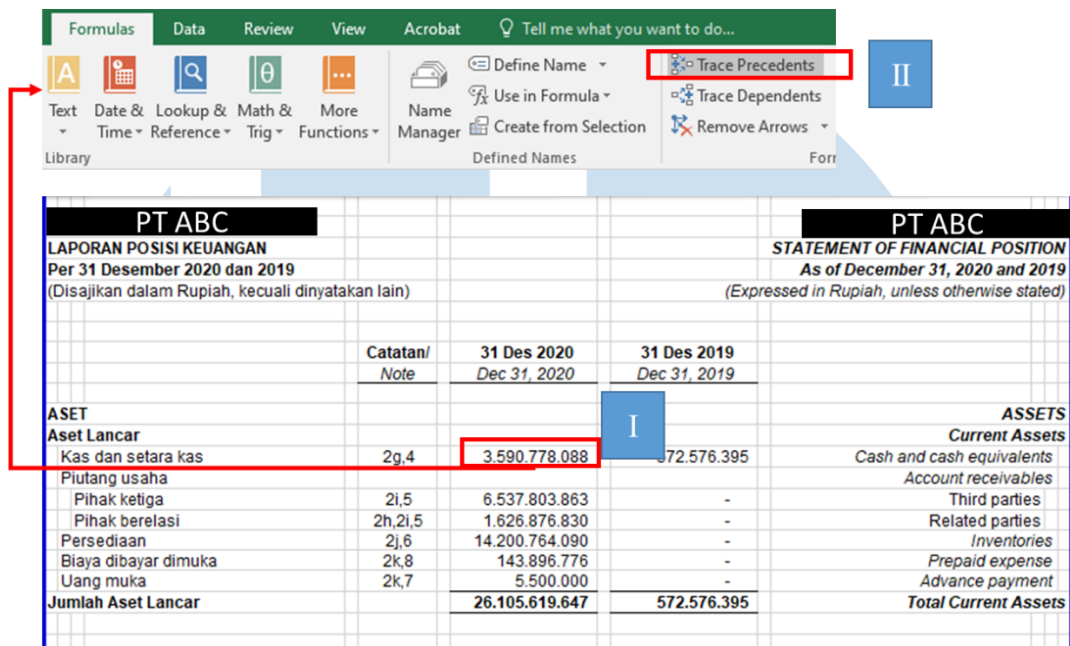 Formulas Data Review View Acrobat Tell me what you want to do...
Define Name
Trace Precedents
II
Use in Formula
Trace Dependents
Create from Selection
Remove Arrows
Text
Date & Time
Lookup & Reference
Math & Trig
More Functions
Name Manager
Library
Defined Names
For
PT ABC PT ABC
LAPORAN POSISI KEUANGAN STATEMENT OF FINANCIAL POSITION
Per 31 Desember 2020 dan 2019 As of December 31, 2020 and 2019
(Disajikan dalam Rupiah, kecuali dinyatakan lain) (Expressed in Rupiah, unless otherwise stated)
Catatan/ 31 Des 2020 31 Des 2019
Note Dec 31, 2020 Dec 31, 2019
I
ASET ASSETS
Aset Lancar Current Assets
Kas dan setara kas 2g,4 3.590.778.088 572.576.395 Cash and cash equivalents
Piutang usaha Account receivables
Pihak ketiga 2i,5 6.537.803.863 - Third parties
Pihak berelasi 2h,2i,5 1.626.876.830 - Related parties
Persediaan 2j,6 14.200.764.090 - Inventories
Biaya dibayar dimuka 2k,8 143.896.776 - Prepaid expense
Uang muka 2k,7 5.500.000 - Advance payment
Jumlah Aset Lancar 26.105.619.647 572.576.395 Total Current Assets